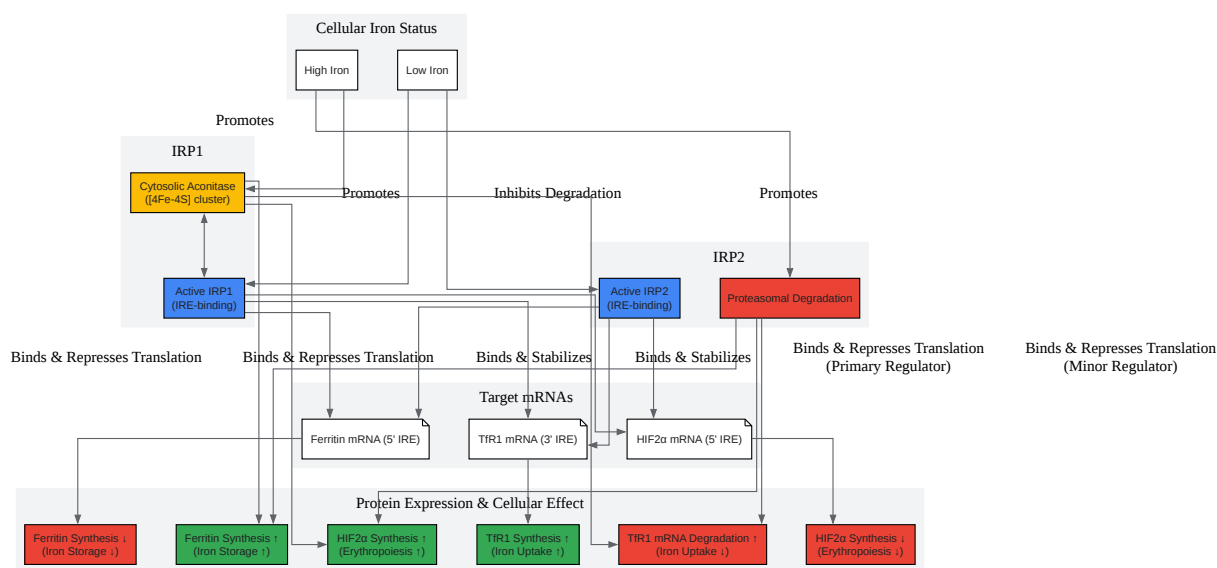 Cellular Iron Status
High Iron
Low Iron
Promotes
IRP1
Cytosolic Aconitase
([4Fe-4S] cluster)
Promotes
Inhibits Degradation
Promotes
IRP2
Active IRP1
(IRE-binding)
Active IRP2
(IRE-binding)
Proteasomal Degradation
Binds & Represses Translation
Binds & Represses Translation
Binds & Stabilizes
Binds & Stabilizes
Binds & Represses Translation
(Primary Regulator)
Binds & Represses Translation
(Minor Regulator)
Target mRNAs
Ferritin mRNA (5' IRE)
TfR1 mRNA (3' IRE)
HIF2α mRNA (5' IRE)
Protein Expression & Cellular Effect
Ferritin Synthesis ↓
(Iron Storage ↓)
Ferritin Synthesis ↑
(Iron Storage ↑)
HIF2α Synthesis ↑
(Erythropoiesis ↑)
TfR1 Synthesis ↑
(Iron Uptake ↑)
TfR1 mRNA Degradation ↑
(Iron Uptake ↓)
HIF2α Synthesis ↓
(Erythropoiesis ↓)